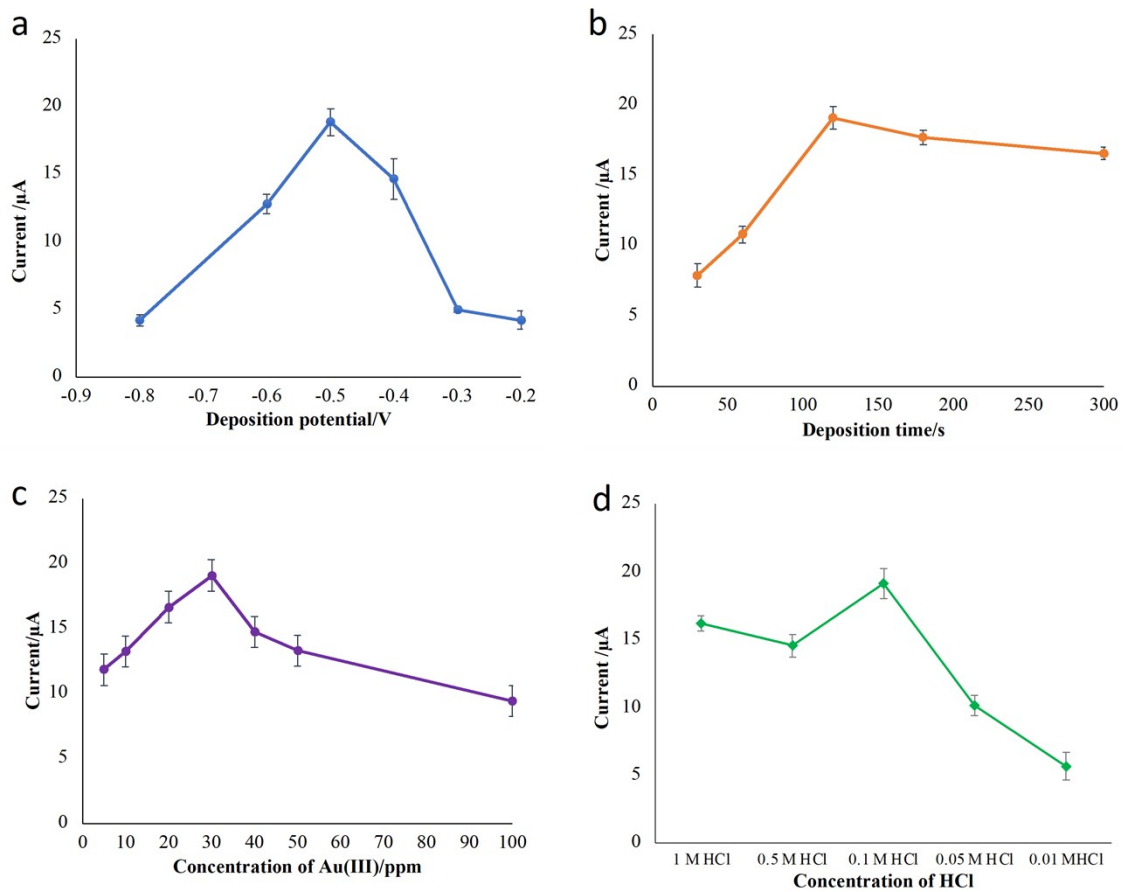 a
25
20
15
10
5
0
Current /µA
-0.9 -0.8 -0.7 -0.6 -0.5 -0.4 -0.3 -0.2
Deposition potential/V
b
25
20
15
10
5
0
Current /µA
0 50 100 150 200 250 300
Deposition time/s
c
25
20
15
10
5
0
Current/µA
0 10 20 30 40 50 60 70 80 90 100
Concentration of Au(III)/ppm
d
25
20
15
10
5
0
Current /µA
1 M HCl 0.5 M HCl 0.1 M HCl 0.05 M HCl 0.01 MHCl
Concentration of HCl